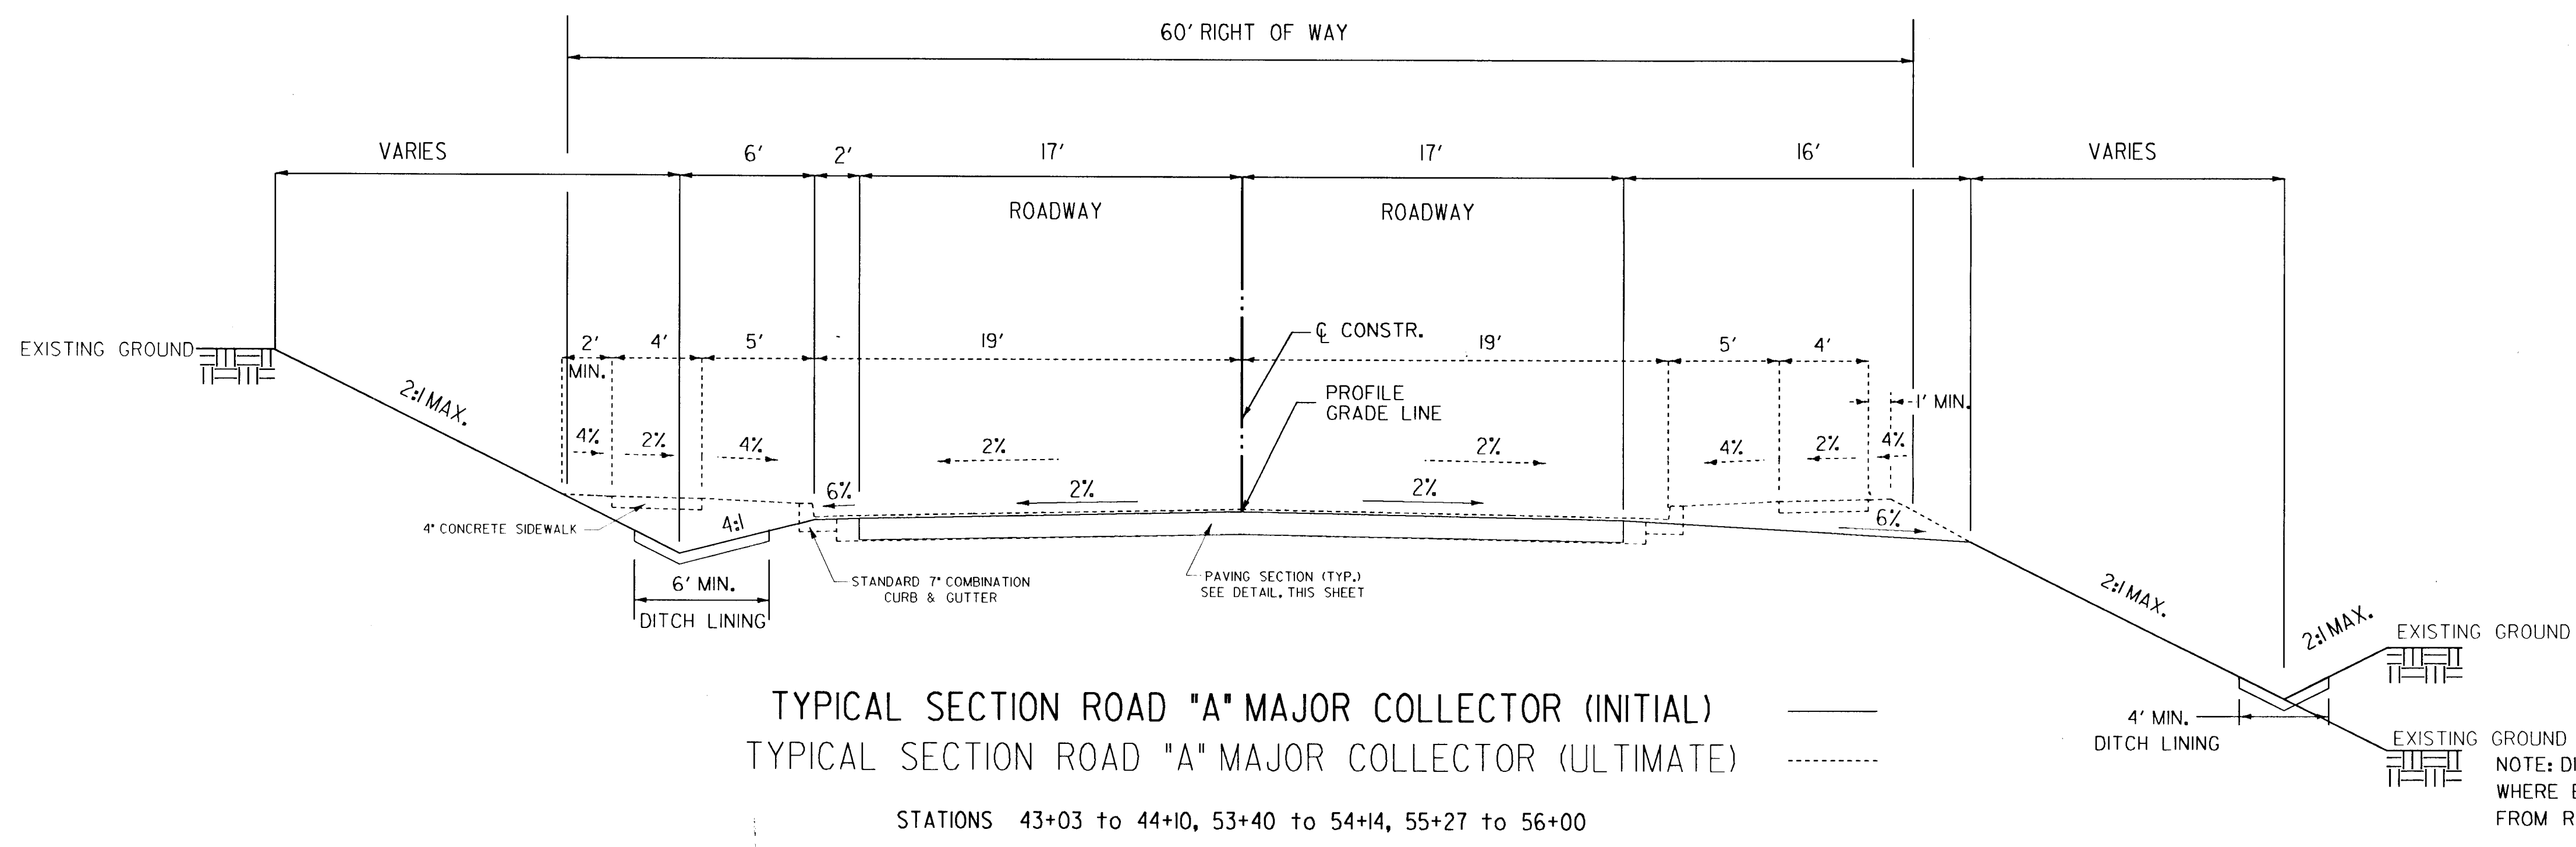 60' RIGHT OF WAY
VARIES 6' 2' 17' 17' 16' VARIES
ROADWAY ROADWAY
EXISTING GROUND
2' MIN. 4' 5' 19' 19' 5' 4'
℄ CONSTR.
PROFILE
GRADE LINE
1' MIN.
2:1 MAX.
4% 2% 4% 2% 2% 4% 2% 4%
6% 2% 2% 6%
4" CONCRETE SIDEWALK
4:1
6' MIN.
DITCH LINING
STANDARD 7" COMBINATION
CURB & GUTTER
PAVING SECTION (TYP.)
SEE DETAIL, THIS SHEET
2:1 MAX.
2:1 MAX.
EXISTING GROUND
4' MIN.
DITCH LINING
EXISTING GROUND
NOTE: DI
WHERE E
FROM R
TYPICAL SECTION ROAD "A" MAJOR COLLECTOR (INITIAL)
TYPICAL SECTION ROAD "A" MAJOR COLLECTOR (ULTIMATE)
STATIONS 43+03 to 44+10, 53+40 to 54+14, 55+27 to 56+00